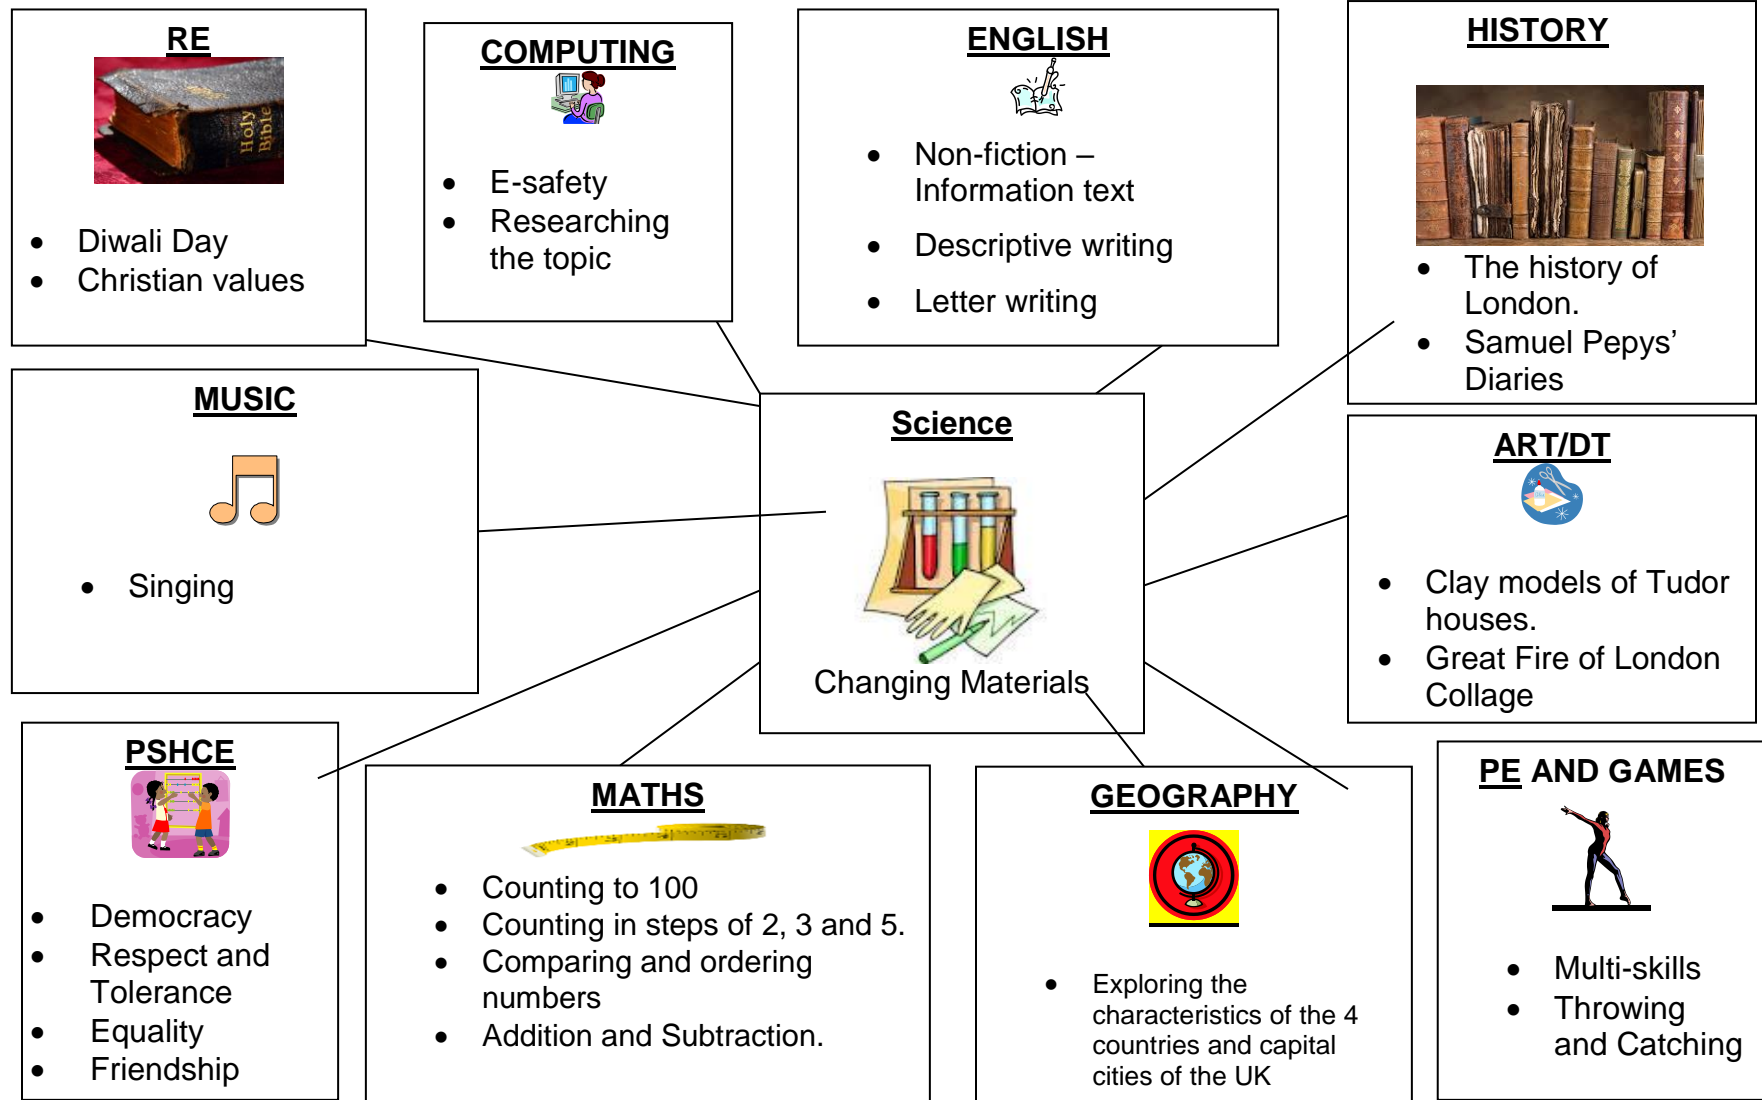 RE
Holy
Bible
• Diwali Day
• Christian values
COMPUTING
• E-safety
• Researching
the topic
ENGLISH
• Non-fiction –
Information text
• Descriptive writing
• Letter writing
HISTORY
• The history of
London.
• Samuel Pepys’
Diaries
MUSIC
• Singing
Science
Changing Materials
ART/DT
• Clay models of Tudor
houses.
• Great Fire of London
Collage
PSHCE
• Democracy
• Respect and
Tolerance
• Equality
• Friendship
MATHS
• Counting to 100
• Counting in steps of 2, 3 and 5.
• Comparing and ordering
numbers
• Addition and Subtraction.
GEOGRAPHY
• Exploring the
characteristics of the 4
countries and capital
cities of the UK
PE AND GAMES
• Multi-skills
• Throwing
and Catching